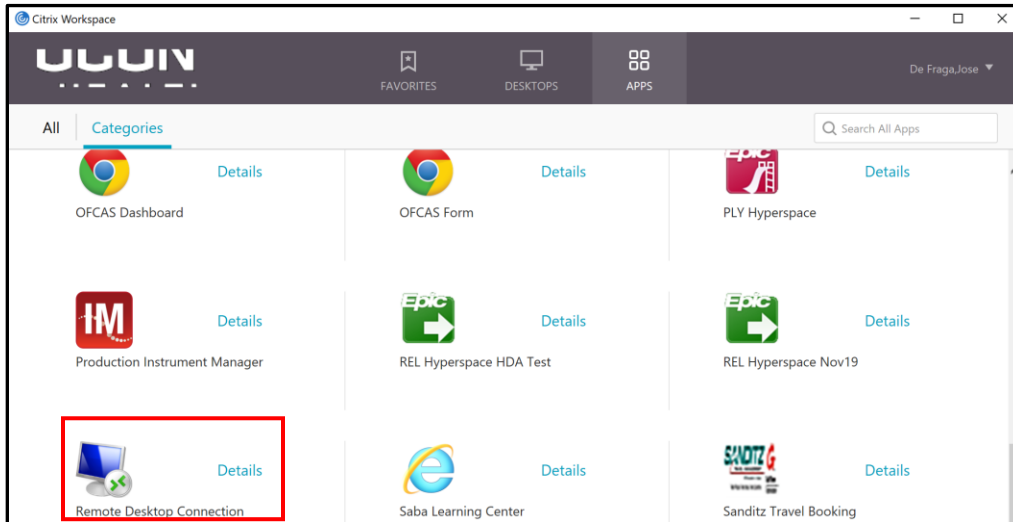 Citrix Workspace
FAVORITES
DESKTOPS
APPS
De Fraga,Jose
All
Categories
Search All Apps
Details
Details
Epic
Details
OFCAS Dashboard
OFCAS Form
PLY Hyperspace
IM
Details
Epic
Details
Epic
Details
Production Instrument Manager
REL Hyperspace HDA Test
REL Hyperspace Nov19
Details
Details
SANDITZ
Details
Remote Desktop Connection
Saba Learning Center
Sanditz Travel Booking